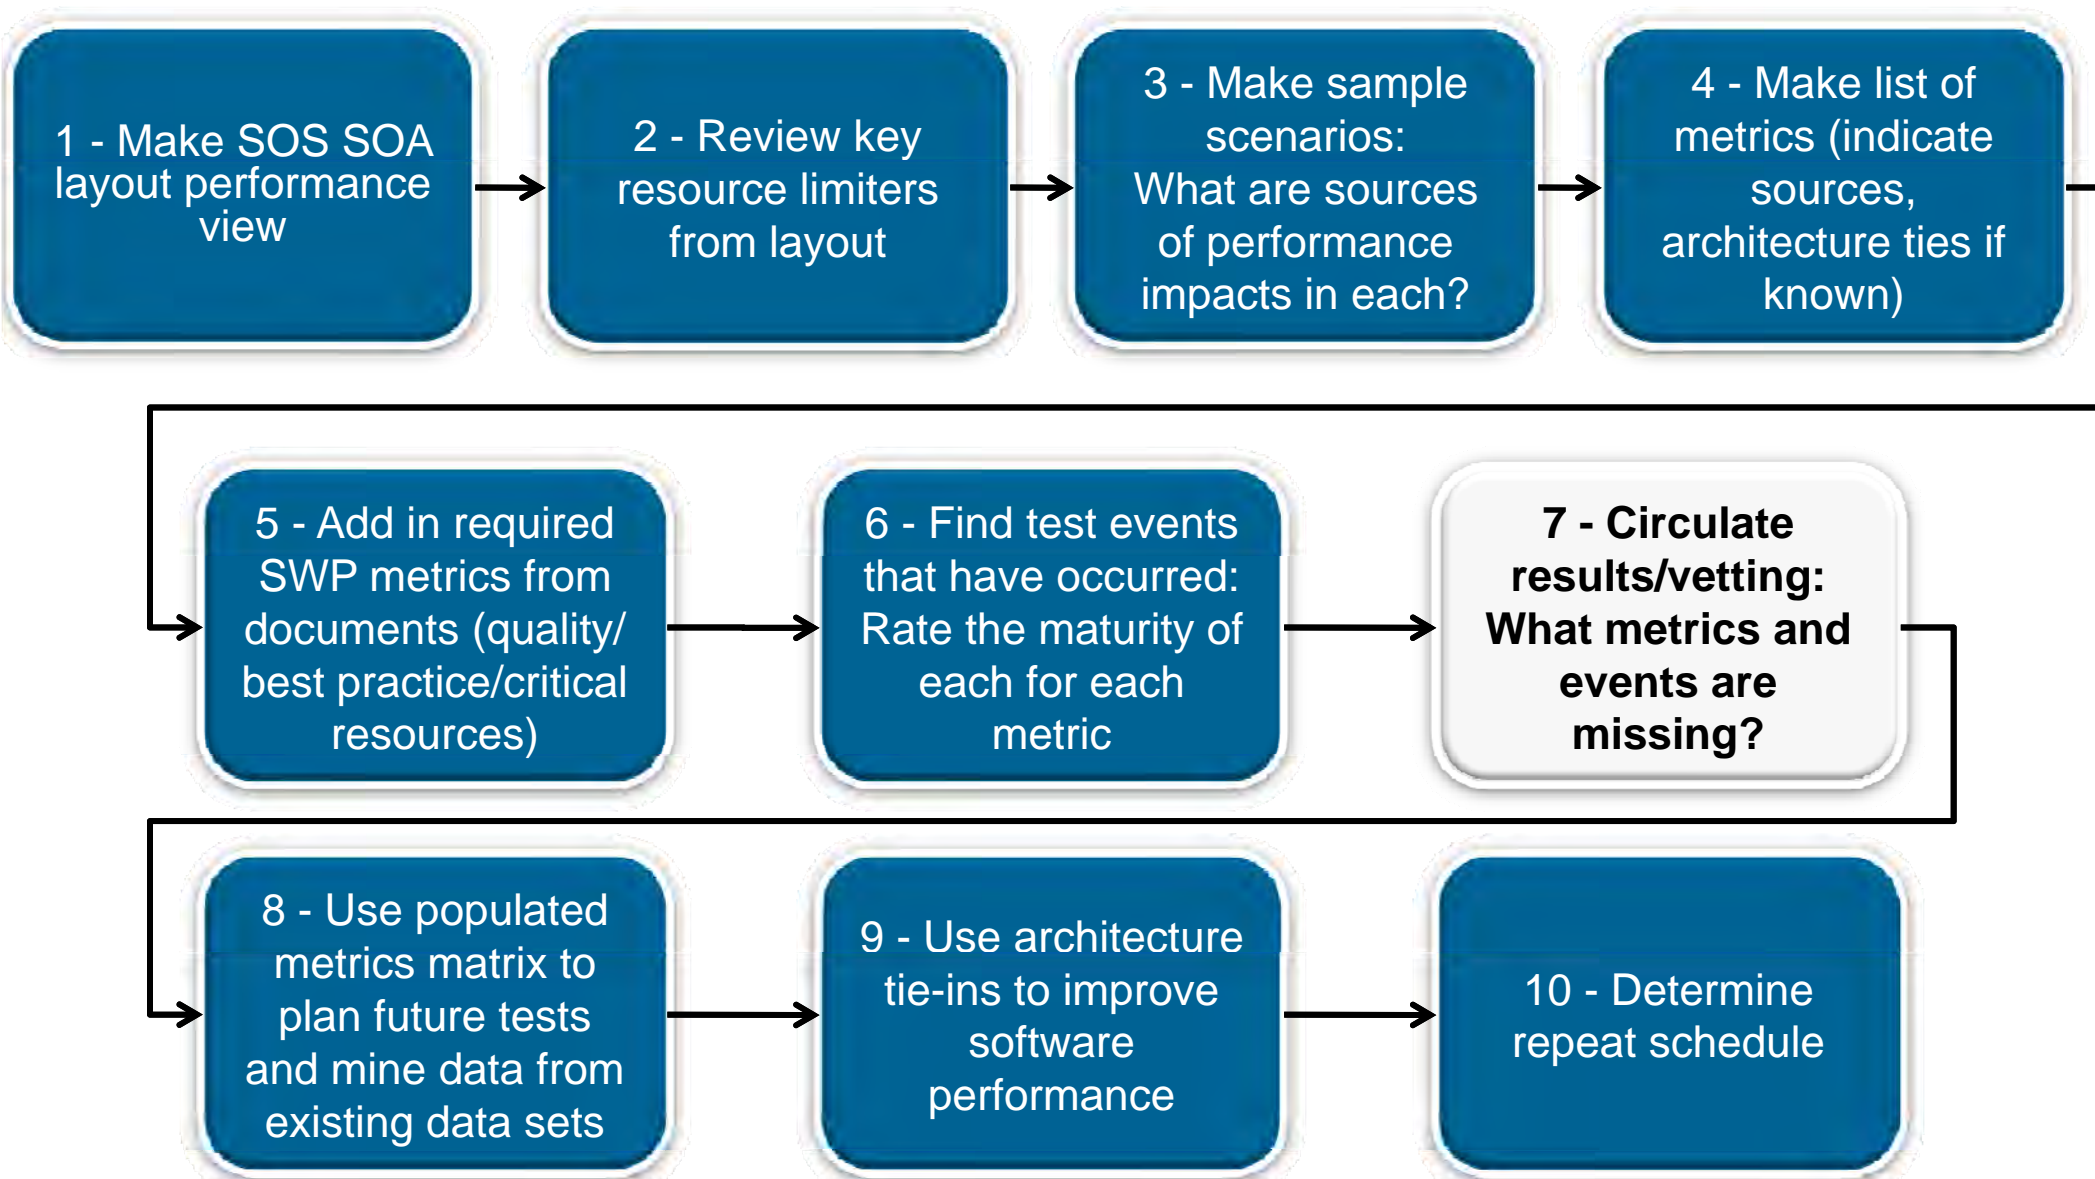 1 - Make SOS SOA
layout performance
view
2 - Review key
resource limiters
from layout
3 - Make sample
scenarios:
What are sources
of performance
impacts in each?
4 - Make list of
metrics (indicate
sources,
architecture ties if
known)
5 - Add in required
SWP metrics from
documents (quality/
best practice/critical
resources)
6 - Find test events
that have occurred:
Rate the maturity of
each for each
metric
7 - Circulate
results/vetting:
What metrics and
events are
missing?
8 - Use populated
metrics matrix to
plan future tests
and mine data from
existing data sets
9 - Use architecture
tie-ins to improve
software
performance
10 - Determine
repeat schedule